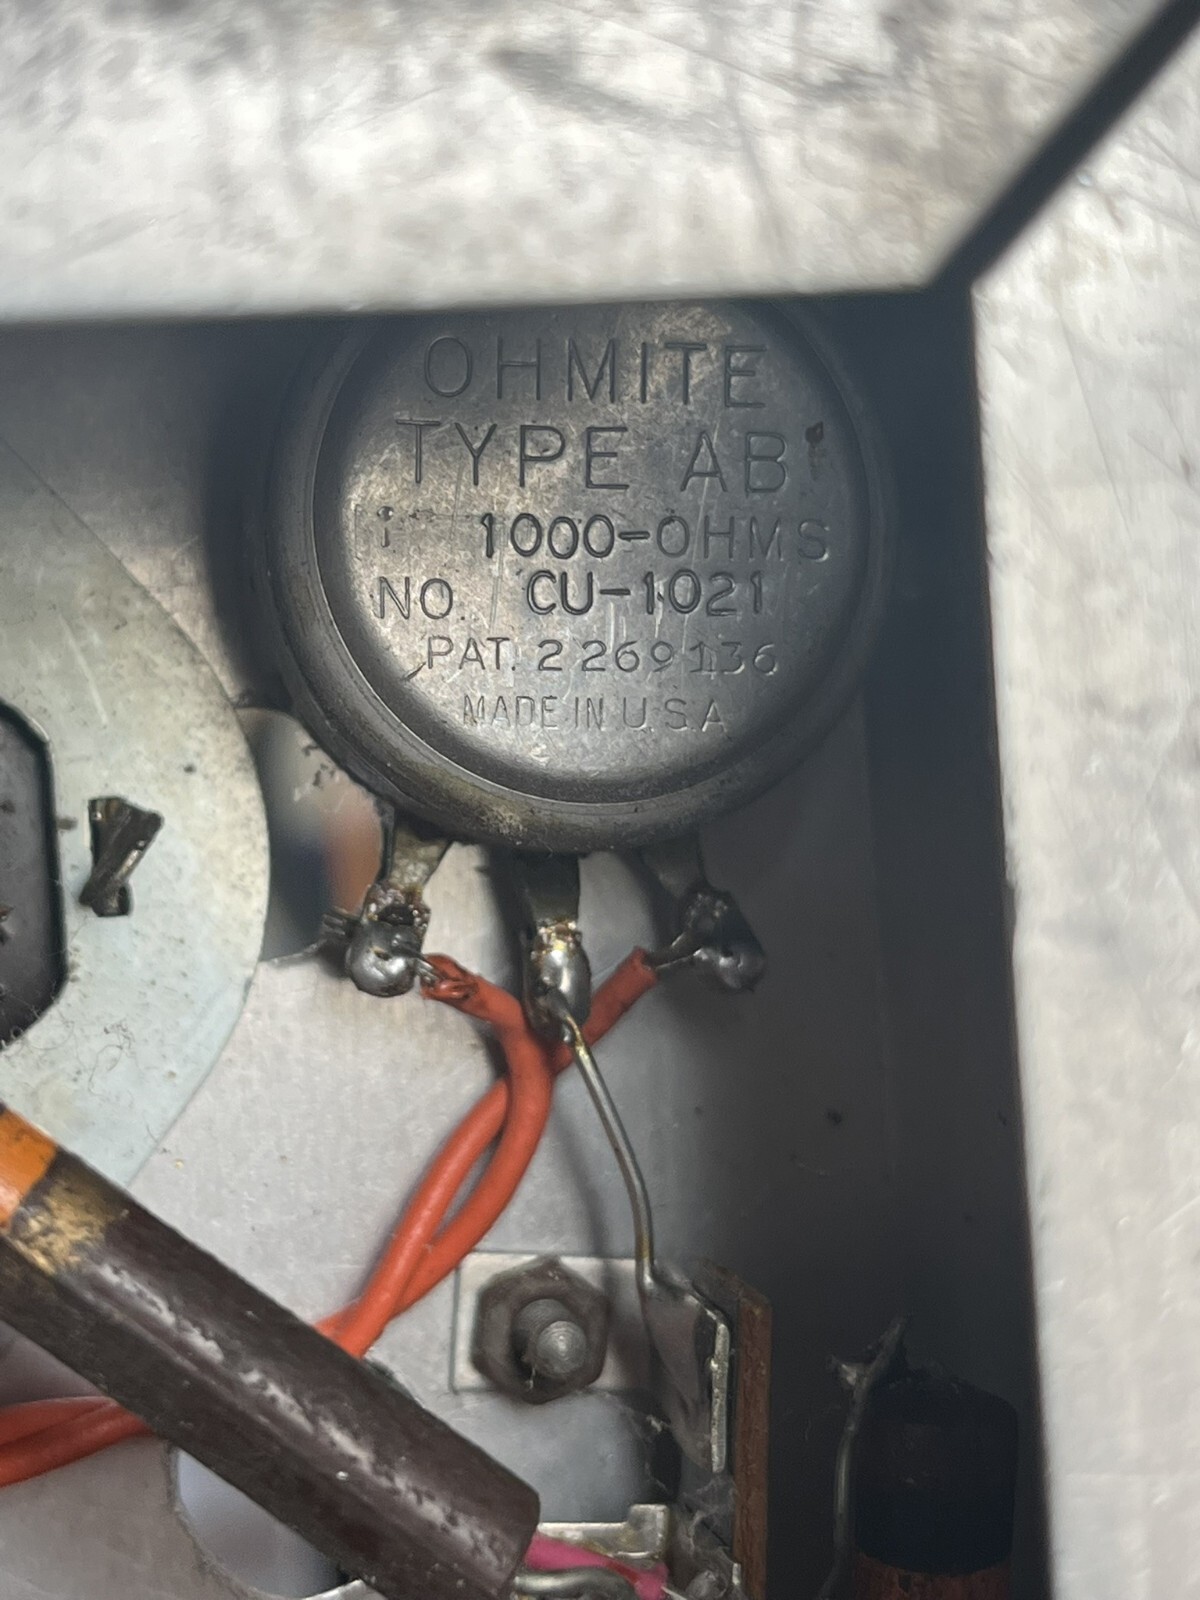 OHMITE
TYPE AB
1000-OHMS
NO. CU-1021
PAT. 2269136
MADE IN U.S.A